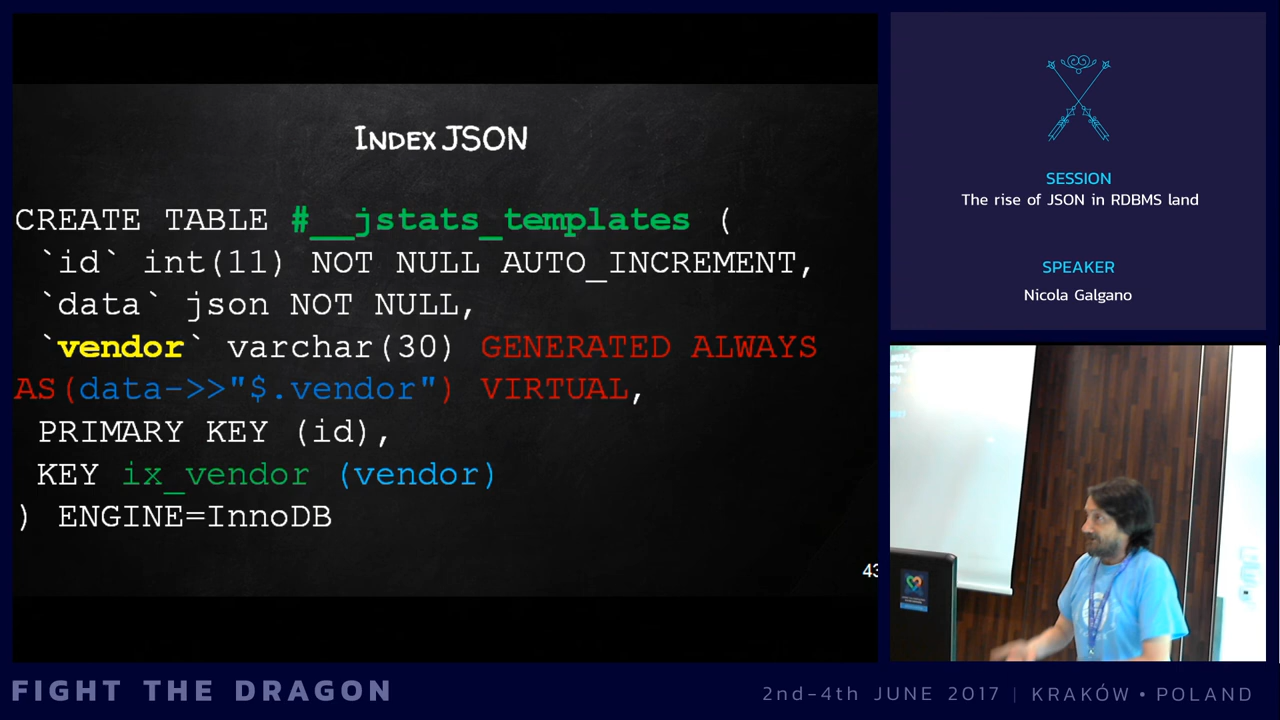 Index JSON
CREATE TABLE #__jstats_templates (
`id` int(11) NOT NULL AUTO_INCREMENT,
`data` json NOT NULL,
`vendor` varchar(30) GENERATED ALWAYS
AS(data->>"$.vendor") VIRTUAL,
PRIMARY KEY (id),
KEY ix_vendor (vendor)
) ENGINE=InnoDB
43
SESSION
The rise of JSON in RDBMS land
SPEAKER
Nicola Galgano
FIGHT THE DRAGON
2nd-4th JUNE 2017 | KRAKÓW • POLAND